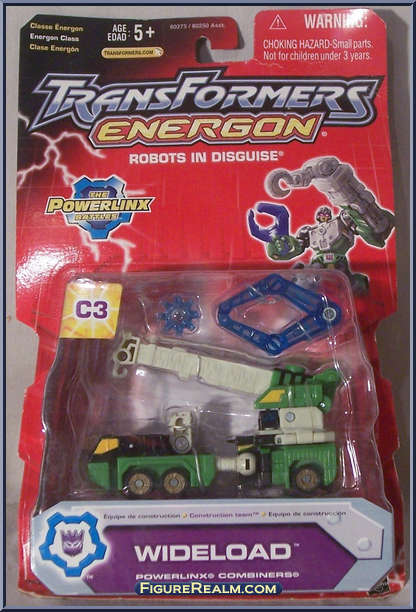 Classe Énergon
Energon Class
Clase Energón
AGE
EDAD: 5+
TRANSFORMERS.COM
⚠ WARNING:
CHOKING HAZARD-Small parts.
Not for children under 3 years.
TRANSFORMERS
ENERGON
ROBOTS IN DISGUISE®
THE
POWERLINX
BATTLES™
C3
Équipe de construction • Construction team™ • Equipo de construcción
WIDELOAD™
POWERLINX® COMBINERS®
FIGUREREALM.COM